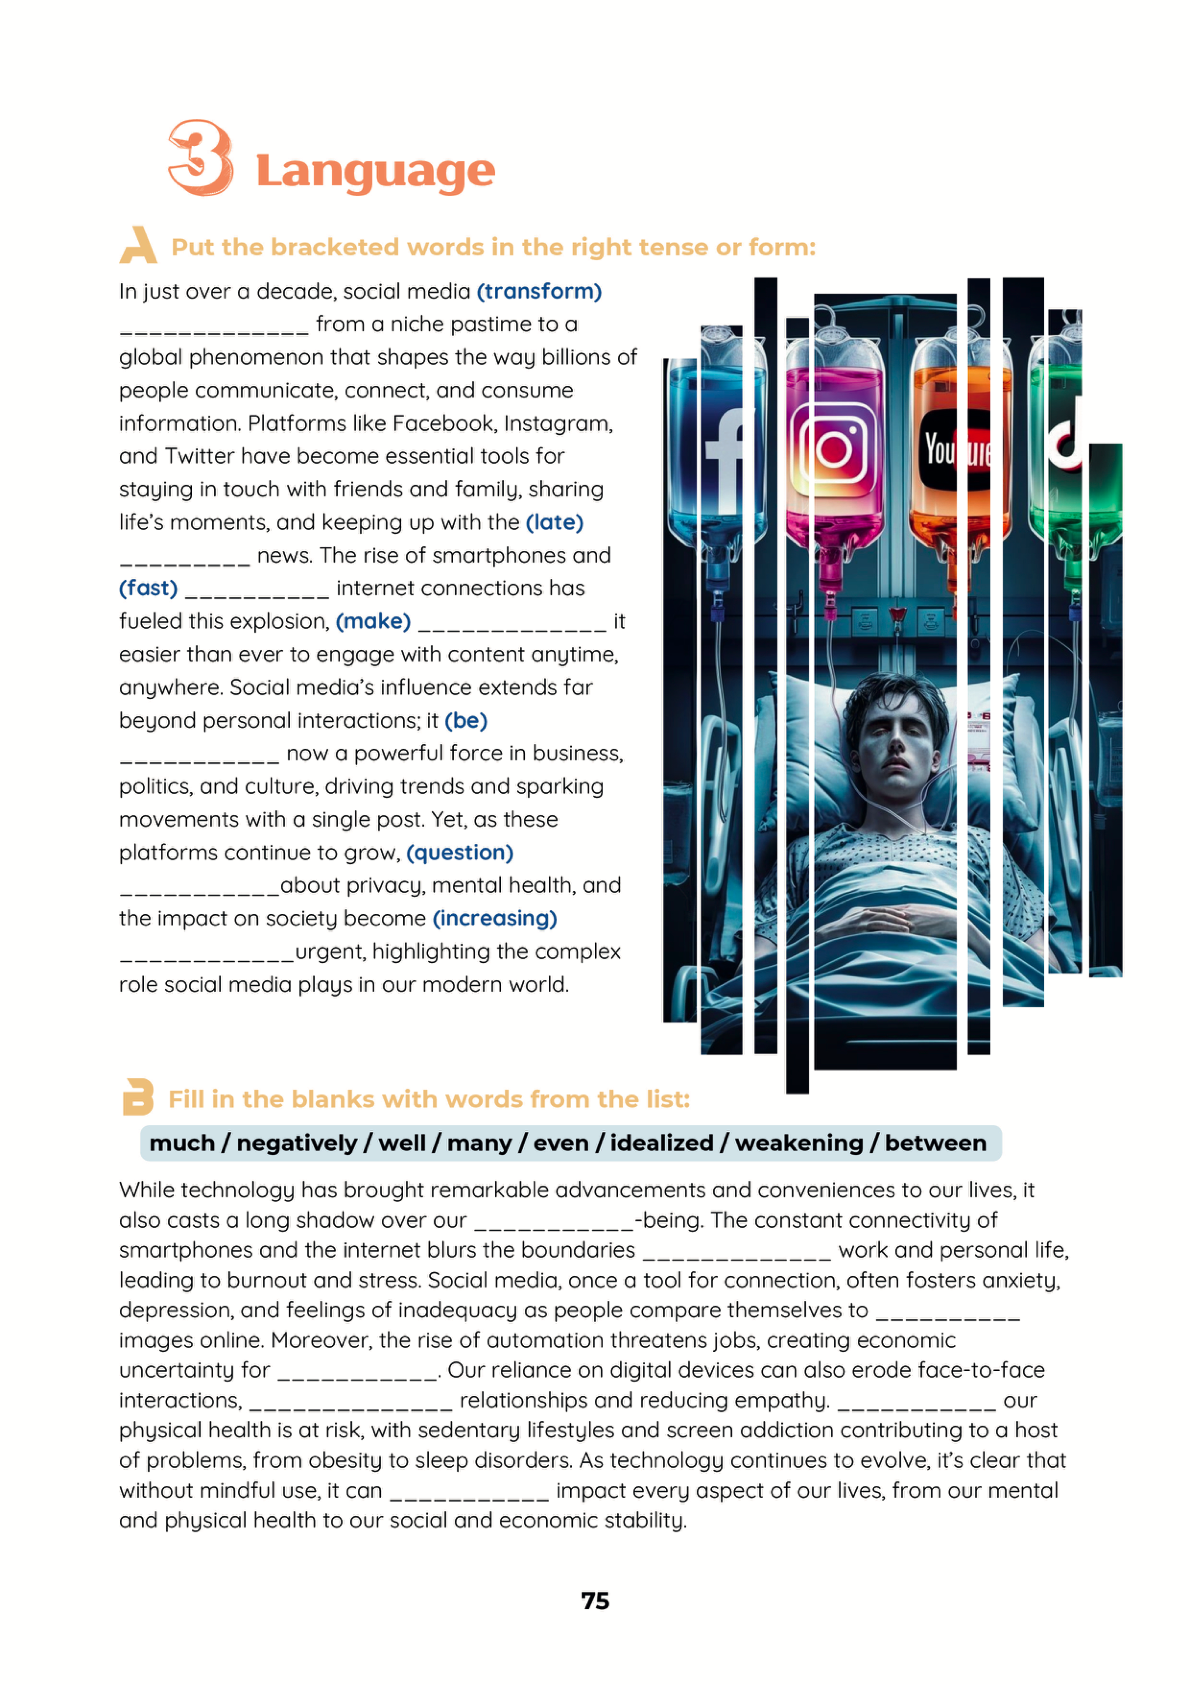 3 Language
A Put the bracketed words in the right tense or form:
In just over a decade, social media (transform)
_____________ from a niche pastime to a
global phenomenon that shapes the way billions of
people communicate, connect, and consume
information. Platforms like Facebook, Instagram,
and Twitter have become essential tools for
staying in touch with friends and family, sharing
life's moments, and keeping up with the (late)
_________ news. The rise of smartphones and
(fast) __________ internet connections has
fueled this explosion, (make) _____________ it
easier than ever to engage with content anytime,
anywhere. Social media's influence extends far
beyond personal interactions; it (be)
___________ now a powerful force in business,
politics, and culture, driving trends and sparking
movements with a single post. Yet, as these
platforms continue to grow, (question)
___________about privacy, mental health, and
the impact on society become (increasing)
____________urgent, highlighting the complex
role social media plays in our modern world.
f
YouTube
B Fill in the blanks with words from the list:
much / negatively / well / many / even / idealized / weakening / between
While technology has brought remarkable advancements and conveniences to our lives, it
also casts a long shadow over our ___________-being. The constant connectivity of
smartphones and the internet blurs the boundaries _____________ work and personal life,
leading to burnout and stress. Social media, once a tool for connection, often fosters anxiety,
depression, and feelings of inadequacy as people compare themselves to __________
images online. Moreover, the rise of automation threatens jobs, creating economic
uncertainty for ___________. Our reliance on digital devices can also erode face-to-face
interactions, ______________ relationships and reducing empathy. ___________ our
physical health is at risk, with sedentary lifestyles and screen addiction contributing to a host
of problems, from obesity to sleep disorders. As technology continues to evolve, it's clear that
without mindful use, it can ___________ impact every aspect of our lives, from our mental
and physical health to our social and economic stability.
75